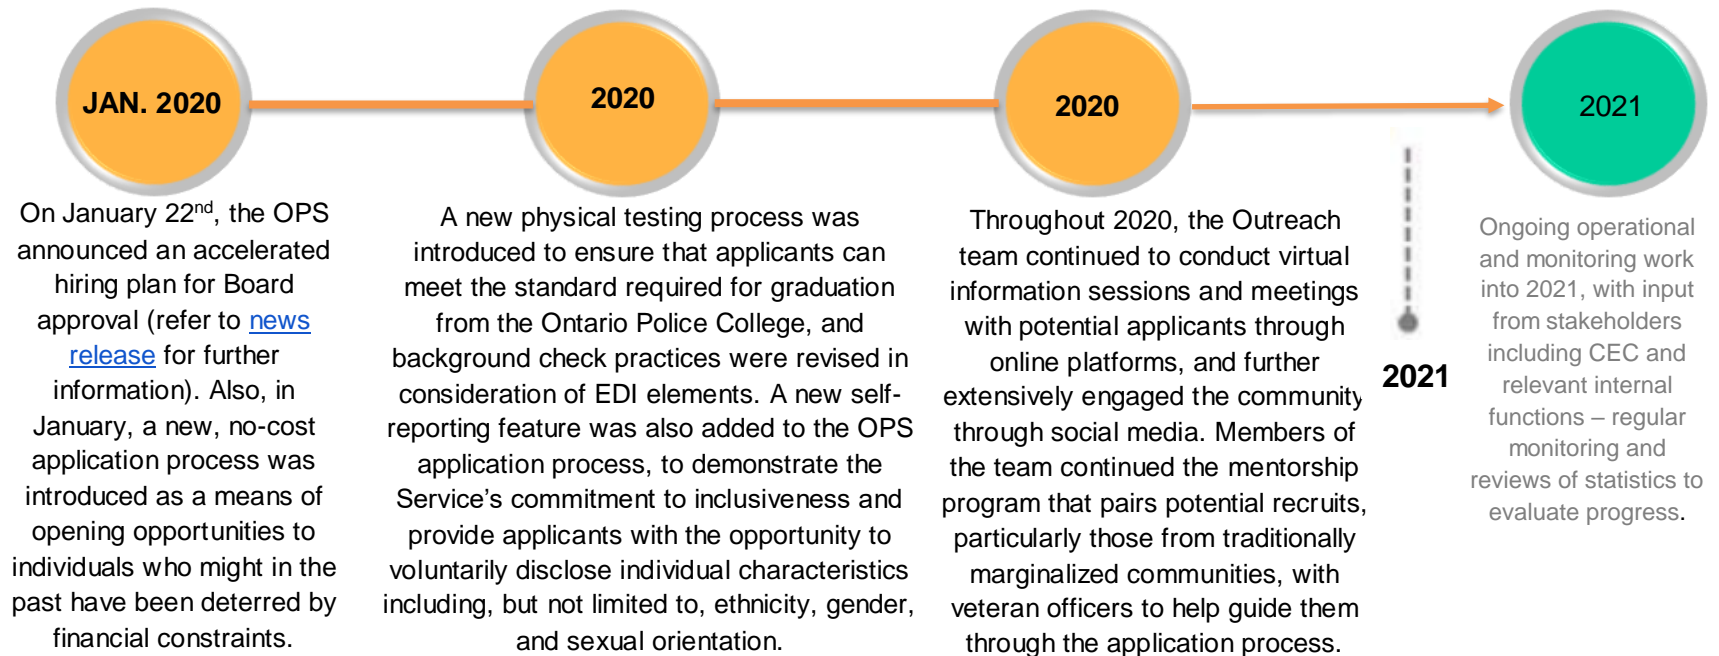 JAN. 2020
On January 22nd, the OPS
announced an accelerated
hiring plan for Board
approval (refer to news
release for further
information). Also, in
January, a new, no-cost
application process was
introduced as a means of
opening opportunities to
individuals who might in the
past have been deterred by
financial constraints.
2020
A new physical testing process was
introduced to ensure that applicants can
meet the standard required for graduation
from the Ontario Police College, and
background check practices were revised in
consideration of EDI elements. A new self-
reporting feature was also added to the OPS
application process, to demonstrate the
Service’s commitment to inclusiveness and
provide applicants with the opportunity to
voluntarily disclose individual characteristics
including, but not limited to, ethnicity, gender,
and sexual orientation.
2020
Throughout 2020, the Outreach
team continued to conduct virtual
information sessions and meetings
with potential applicants through
online platforms, and further
extensively engaged the community
through social media. Members of
the team continued the mentorship
program that pairs potential recruits,
particularly those from traditionally
marginalized communities, with
veteran officers to help guide them
through the application process.
2021
2021
Ongoing operational
and monitoring work
into 2021, with input
from stakeholders
including CEC and
relevant internal
functions – regular
monitoring and
reviews of statistics to
evaluate progress.